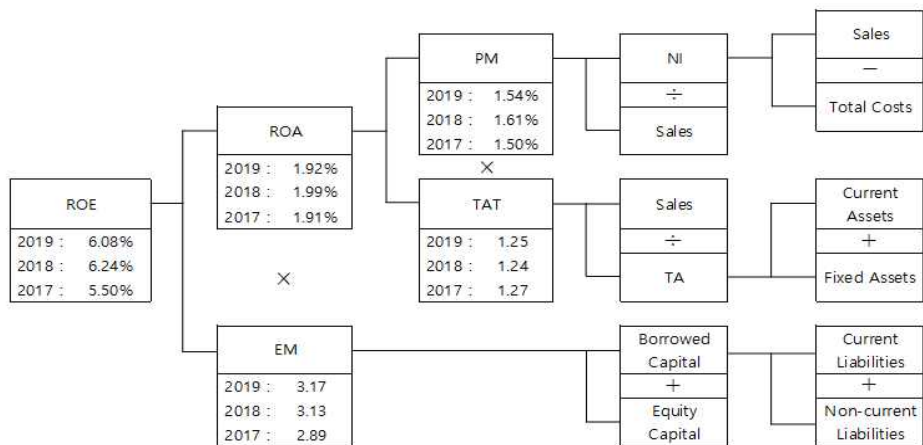 ROE
2019 : 6.08%
2018 : 6.24%
2017 : 5.50%
×
ROA
2019 : 1.92%
2018 : 1.99%
2017 : 1.91%
EM
2019 : 3.17
2018 : 3.13
2017 : 2.89
PM
2019 : 1.54%
2018 : 1.61%
2017 : 1.50%
×
TAT
2019 : 1.25
2018 : 1.24
2017 : 1.27
NI
÷
Sales
Sales
÷
TA
Borrowed
Capital
+
Equity
Capital
Sales
−
Total Costs
Current
Assets
+
Fixed Assets
Current
Liabilities
+
Non-current
Liabilities